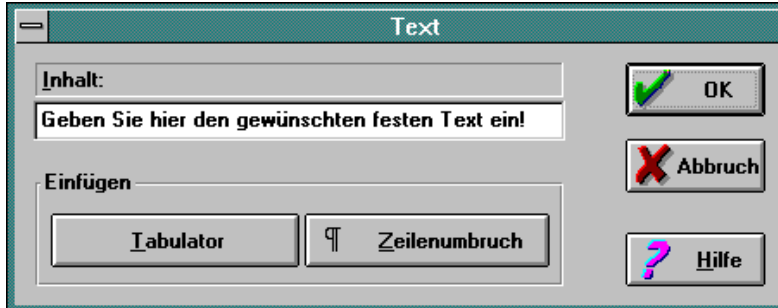 Text
Inhalt:
Geben Sie hier den gewünschten festen Text ein!
Einfügen
Tabulator
¶ Zeilenumbruch
OK
Abbruch
? Hilfe